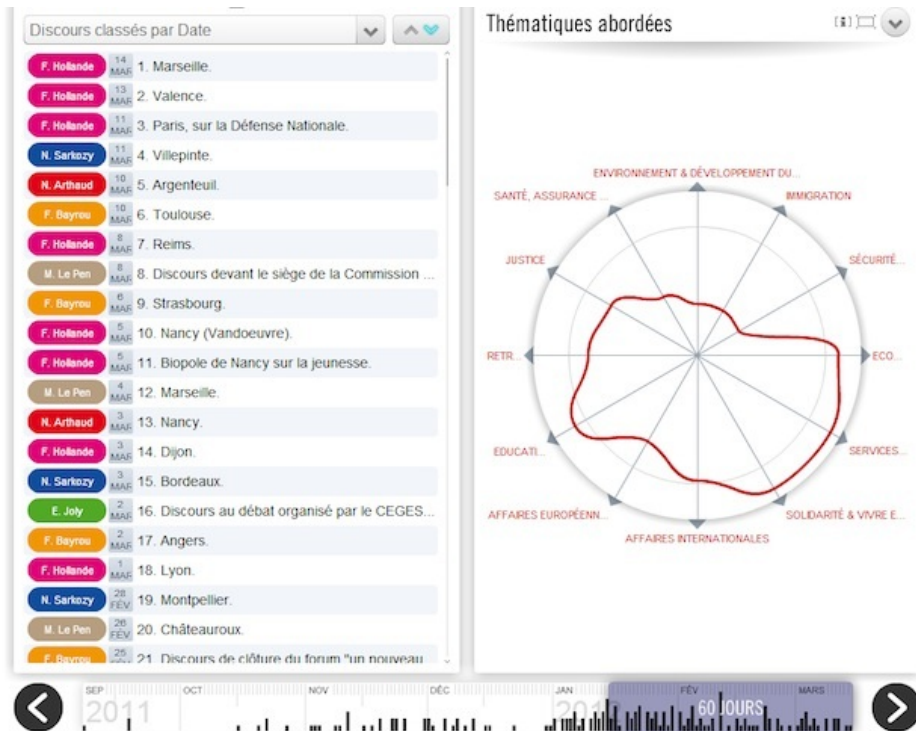 Discours classés par Date
F. Hollande 14 MAR 1. Marseille.
F. Hollande 13 MAR 2. Valence.
F. Hollande 11 MAR 3. Paris, sur la Défense Nationale.
N. Sarkozy 11 MAR 4. Villepinte.
N. Arthaud 10 MAR 5. Argenteuil.
F. Bayrou 10 MAR 6. Toulouse.
F. Hollande 8 MAR 7. Reims.
M. Le Pen 8 MAR 8. Discours devant le siège de la Commission ...
F. Bayrou 6 MAR 9. Strasbourg.
F. Hollande 5 MAR 10. Nancy (Vandoeuvre).
F. Hollande 5 MAR 11. Biopole de Nancy sur la jeunesse.
M. Le Pen 4 MAR 12. Marseille.
N. Arthaud 3 MAR 13. Nancy.
F. Hollande 3 MAR 14. Dijon.
N. Sarkozy 3 MAR 15. Bordeaux.
E. Joly 2 MAR 16. Discours au débat organisé par le CEGES...
F. Bayrou 2 MAR 17. Angers.
F. Hollande 1 MAR 18. Lyon.
N. Sarkozy 28 FÉV 19. Montpellier.
M. Le Pen 26 FÉV 20. Châteauroux.
F. Bayrou 25 FÉV 21. Discours de clôture du forum "un nouveau
Thématiques abordées
ENVIRONNEMENT & DÉVELOPPEMENT DU...
SANTÉ, ASSURANCE ...
IMMIGRATION
JUSTICE
SÉCURITÉ...
RETR...
ECO...
EDUCATI...
SERVICES...
AFFAIRES EUROPÉENN...
SOLIDARITÉ & VIVRE E...
AFFAIRES INTERNATIONALES
SEP OCT NOV DÉC JAN FÉV MARS
2011 60 JOURS